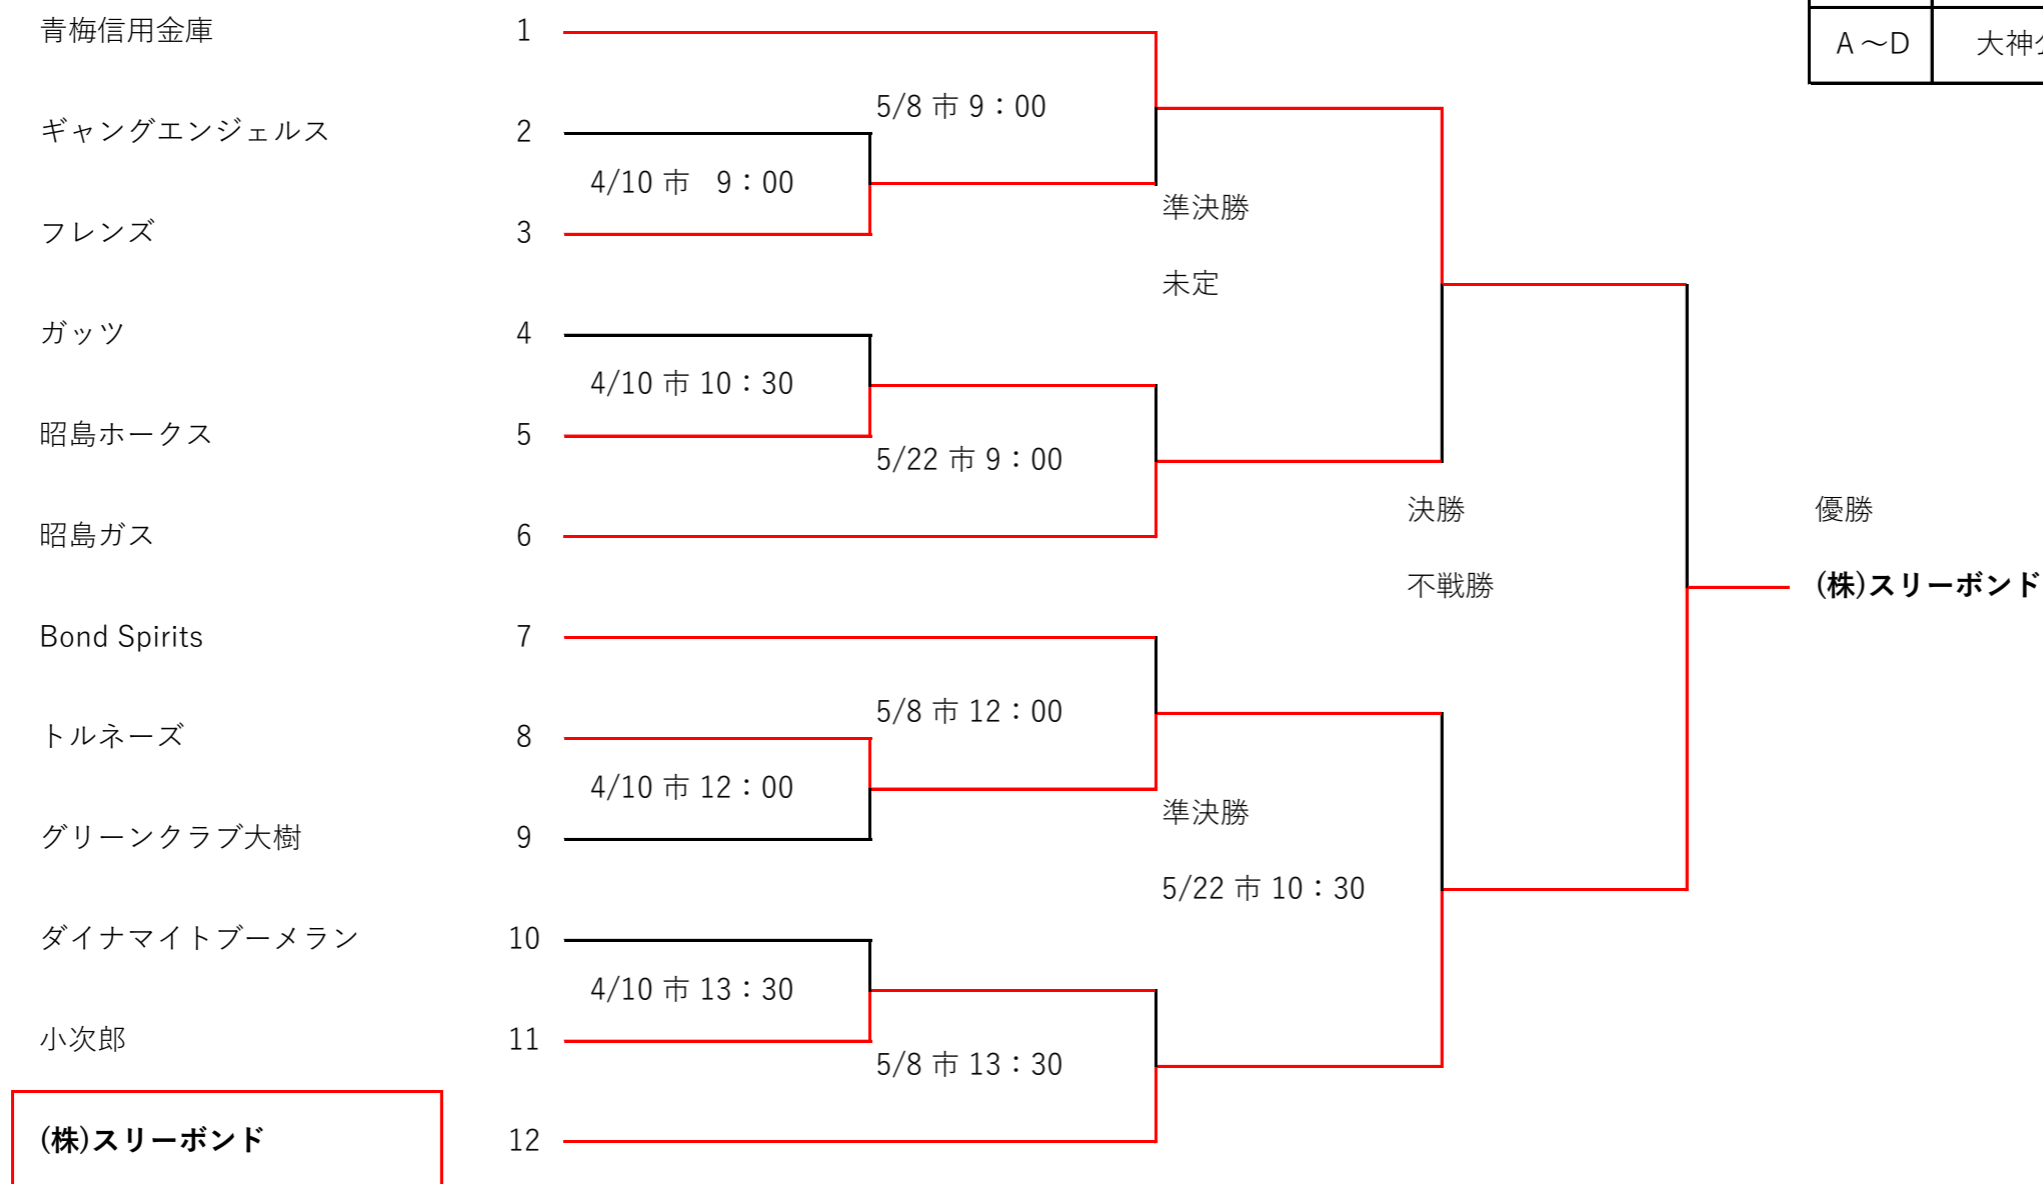 青梅信用金庫 1
A～D 大神
5/8 市 9：00
ギャングエンジェルス 2
4/10 市 9：00
準決勝
フレンズ 3
未定
ガッツ 4
4/10 市 10：30
昭島ホークス 5
5/22 市 9：00
決勝 優勝
昭島ガス 6
不戦勝 (株)スリーボンド
Bond Spirits 7
5/8 市 12：00
トルネーズ 8
4/10 市 12：00
準決勝
グリーンクラブ大樹 9
5/22 市 10：30
ダイナマイトブーメラン 10
4/10 市 13：30
小次郎 11
5/8 市 13：30
(株)スリーボンド 12